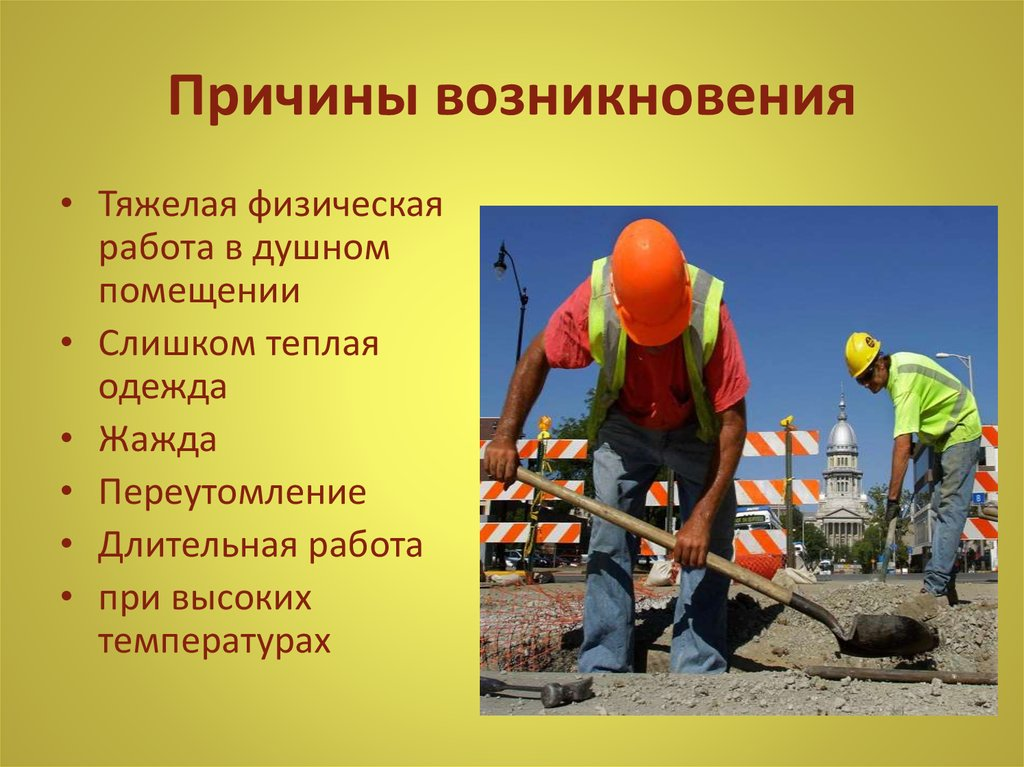 Причины возникновения
• Тяжелая физическая
работа в душном
помещении
• Слишком теплая
одежда
• Жажда
• Переутомление
• Длительная работа
• при высоких
температурах